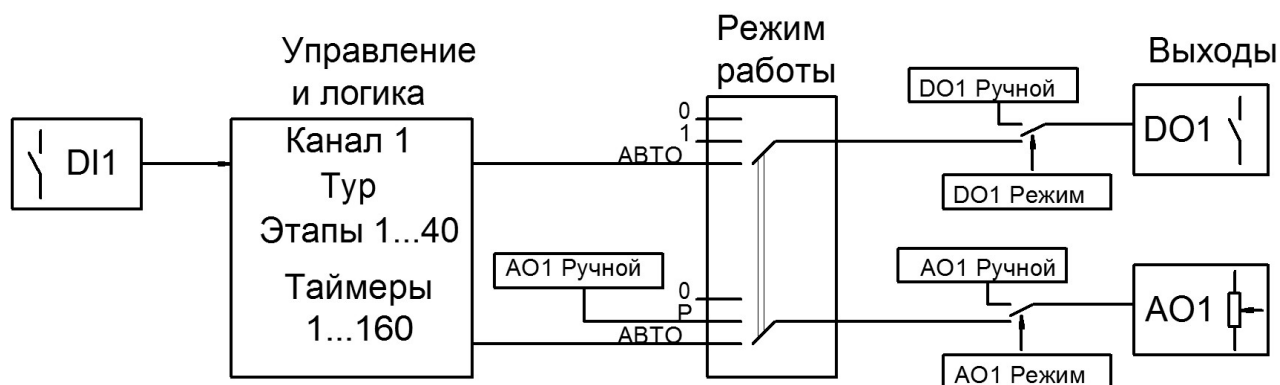 Управление
и логика
Режим
работы
Выходы
DI1
Канал 1
Тур
Этапы 1...40
Таймеры
1...160
0
1
АВТО
DO1 Ручной
DO1
DO1 Режим
AO1 Ручной
0
Р
АВТО
AO1 Ручной
AO1
AO1 Режим